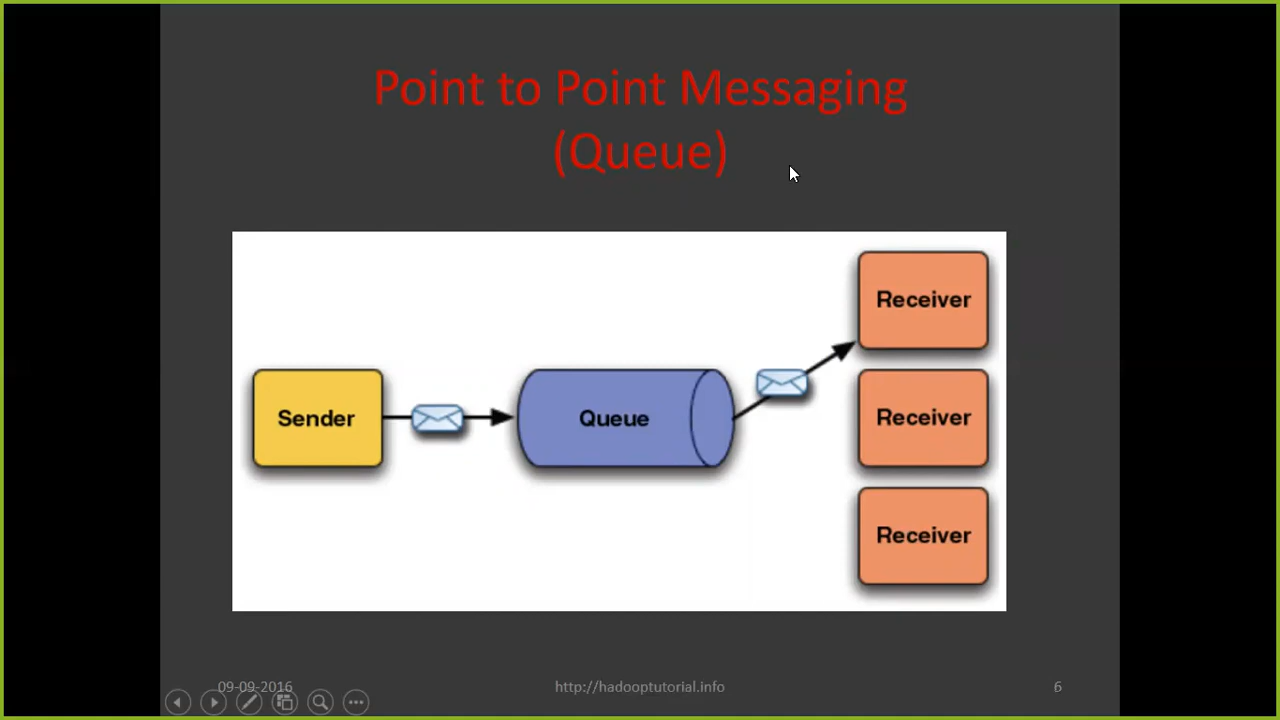 Point to Point Messaging
(Queue)
Receiver
Sender
Queue
Receiver
Receiver
09-09-2016
http://hadooptutorial.info
6